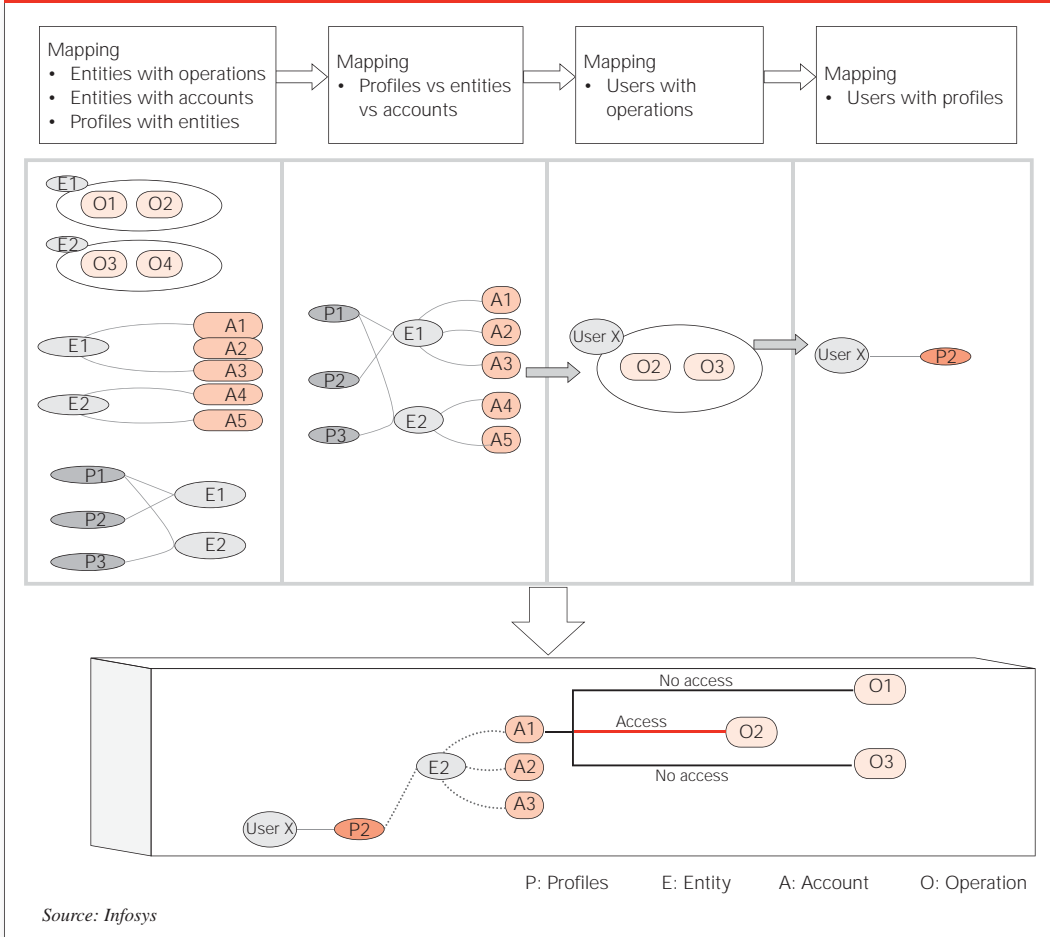 Mapping
• Entities with operations
• Entities with accounts
• Profiles with entities
Mapping
• Profiles vs entities
vs accounts
Mapping
• Users with
operations
Mapping
• Users with profiles
E1
O1 O2
E2
O3 O4
E1
A1
A2
A3
E2
A4
A5
P1
E1
P2
E2
P3
P1
P2
P3
E1
E2
A1
A2
A3
A4
A5
User X
O2 O3
User X
P2
No access
O1
Access
O2
No access
O3
A1
A2
A3
E2
User X
P2
P: Profiles E: Entity A: Account O: Operation
Source: Infosys